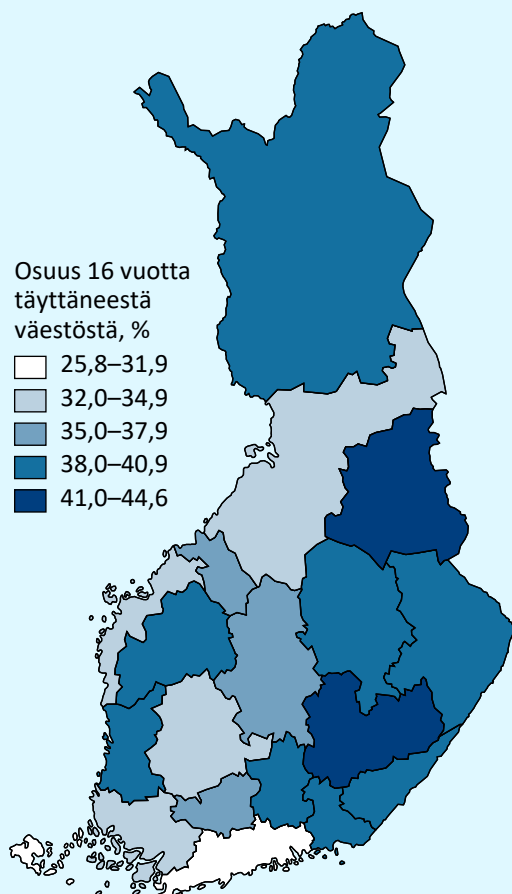 Osuus 16 vuotta
täyttäneestä
väestöstä, %
25,8–31,9
32,0–34,9
35,0–37,9
38,0–40,9
41,0–44,6